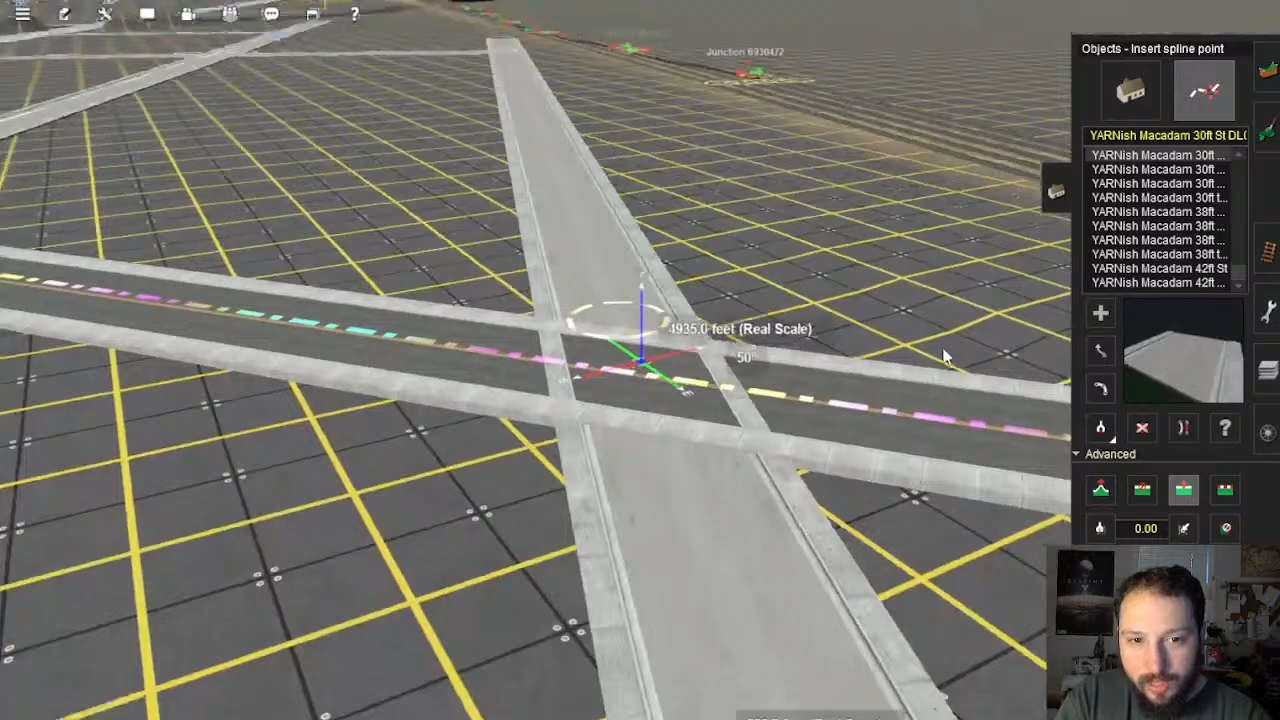 Objects - Insert spline point
Junction 6930472
YARNish Macadam 30ft St DL(
YARNish Macadam 30ft ...
YARNish Macadam 30ft ...
YARNish Macadam 30ft ...
YARNish Macadam 30ft t...
YARNish Macadam 38ft ...
YARNish Macadam 38ft ...
YARNish Macadam 38ft ...
YARNish Macadam 38ft t...
YARNish Macadam 42ft St
YARNish Macadam 42ft ...
4935.0 feet (Real Scale)
50°
Advanced
0.00
DESTINY